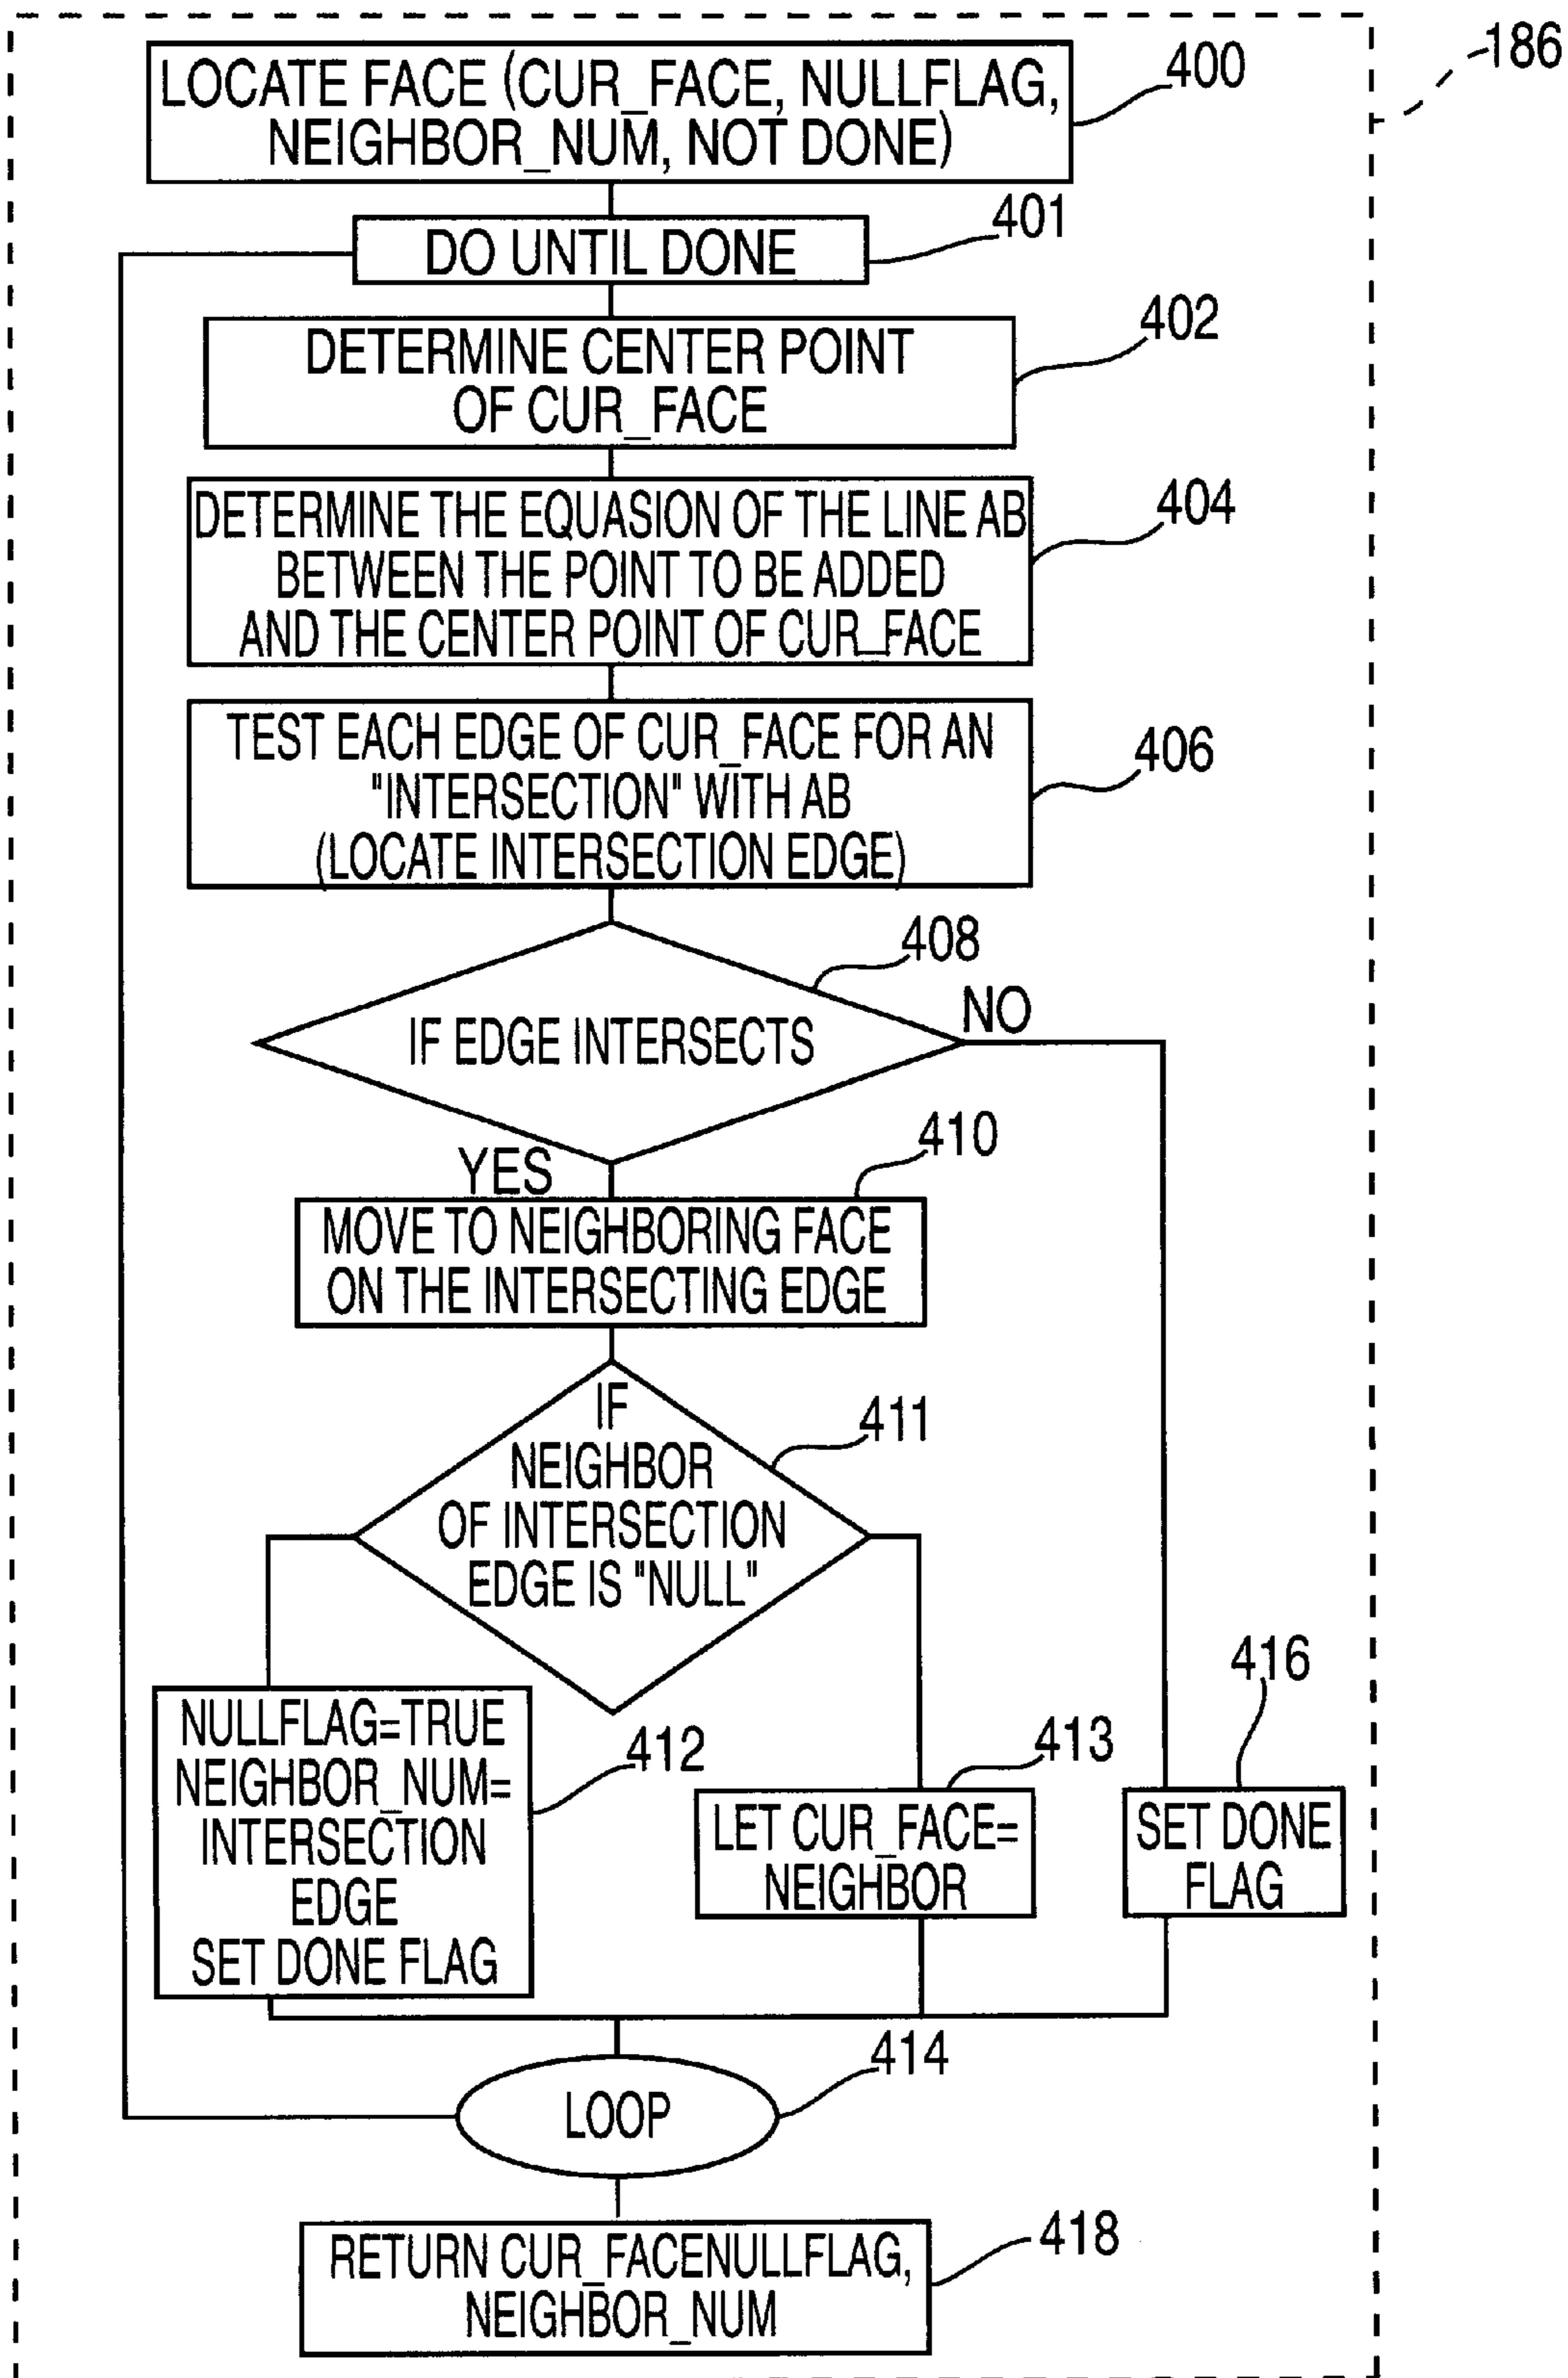 186
LOCATE FACE (CUR_FACE, NULLFLAG,
NEIGHBOR_NUM, NOT DONE)
400
DO UNTIL DONE
401
DETERMINE CENTER POINT
OF CUR_FACE
402
DETERMINE THE EQUASION OF THE LINE AB
BETWEEN THE POINT TO BE ADDED
AND THE CENTER POINT OF CUR_FACE
404
TEST EACH EDGE OF CUR_FACE FOR AN
"INTERSECTION" WITH AB
(LOCATE INTERSECTION EDGE)
406
IF EDGE INTERSECTS
408
NO
YES
MOVE TO NEIGHBORING FACE
ON THE INTERSECTING EDGE
410
IF
NEIGHBOR
OF INTERSECTION
EDGE IS "NULL"
411
NULLFLAG=TRUE
NEIGHBOR_NUM=
INTERSECTION
EDGE
SET DONE FLAG
412
LET CUR_FACE=
NEIGHBOR
413
SET DONE
FLAG
416
LOOP
414
RETURN CUR_FACENULLFLAG,
NEIGHBOR_NUM
418